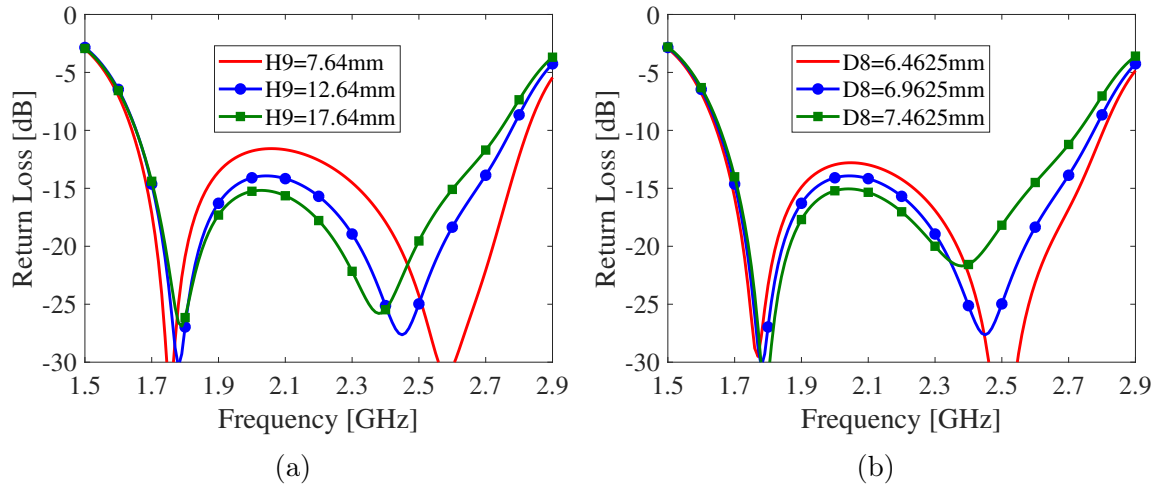 0
-5
-10
-15
-20
-25
-30
Return Loss [dB]
H9=7.64mm
H9=12.64mm
H9=17.64mm
1.5 1.7 1.9 2.1 2.3 2.5 2.7 2.9
Frequency [GHz]
(a)
0
-5
-10
-15
-20
-25
-30
Return Loss [dB]
D8=6.4625mm
D8=6.9625mm
D8=7.4625mm
1.5 1.7 1.9 2.1 2.3 2.5 2.7 2.9
Frequency [GHz]
(b)